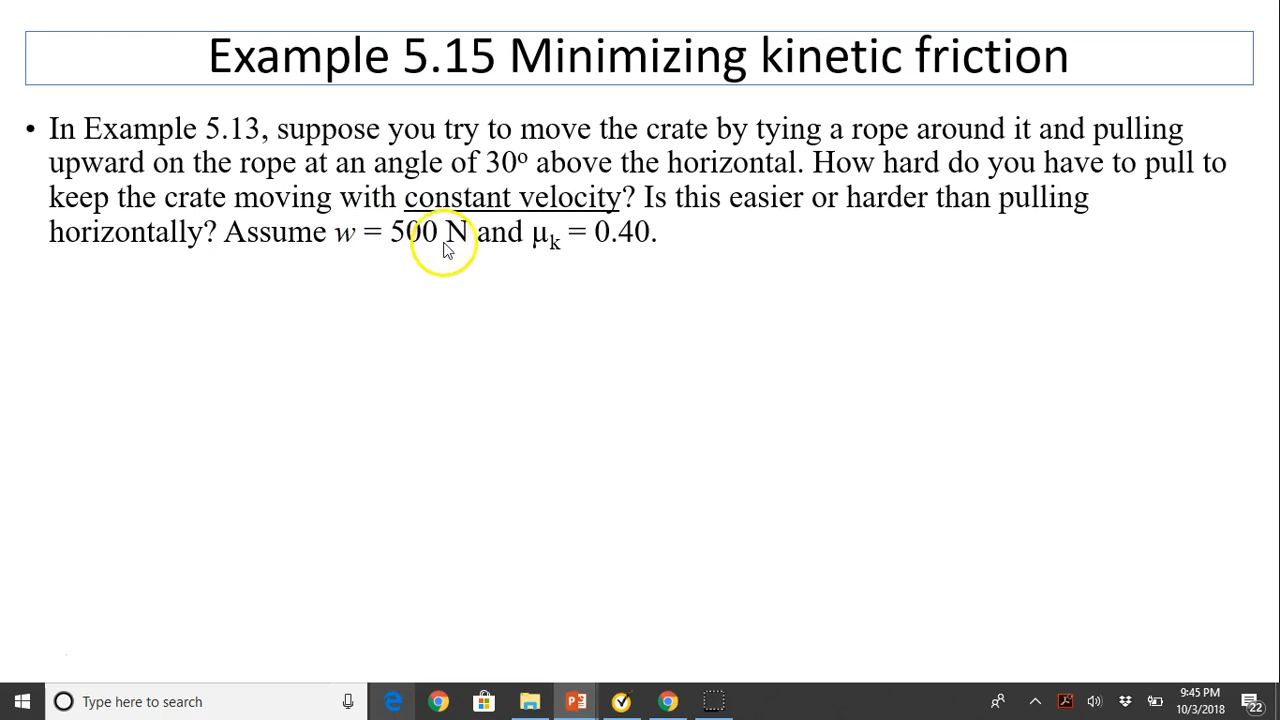 Example 5.15 Minimizing kinetic friction
• In Example 5.13, suppose you try to move the crate by tying a rope around it and pulling
upward on the rope at an angle of 30º above the horizontal. How hard do you have to pull to
keep the crate moving with constant velocity? Is this easier or harder than pulling
horizontally? Assume w = 500 N and µk = 0.40.
Type here to search
9:45 PM
10/3/2018
22